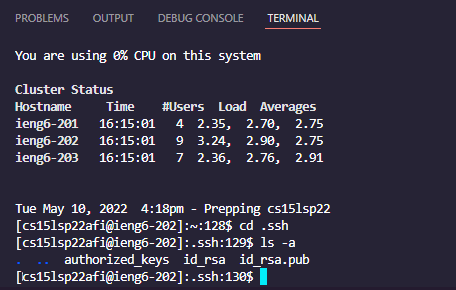 PROBLEMS OUTPUT DEBUG CONSOLE TERMINAL
You are using 0% CPU on this system
Cluster Status
Hostname Time #Users Load Averages
ieng6-201 16:15:01 4 2.35, 2.70, 2.75
ieng6-202 16:15:01 9 3.24, 2.90, 2.75
ieng6-203 16:15:01 7 2.36, 2.76, 2.91
Tue May 10, 2022 4:18pm - Prepping cs15lsp22
[cs15lsp22afi@ieng6-202]:~:128$ cd .ssh
[cs15lsp22afi@ieng6-202]:.ssh:129$ ls -a
. .. authorized_keys id_rsa id_rsa.pub
[cs15lsp22afi@ieng6-202]:.ssh:130$